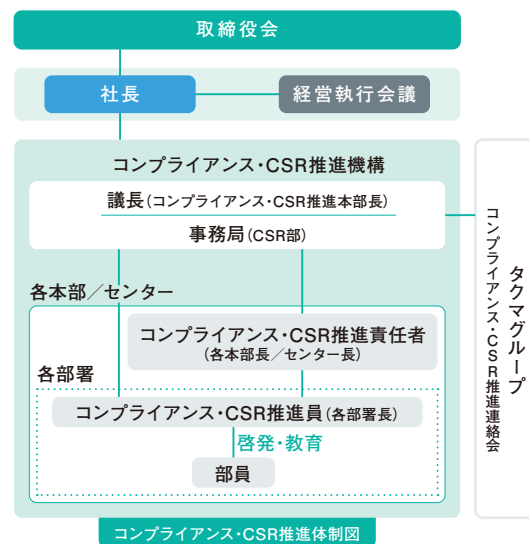 取締役会
社長
経営執行会議
コンプライアンス・CSR推進機構
議長(コンプライアンス・CSR推進本部長)
事務局(CSR部)
各本部／センター
コンプライアンス・CSR推進責任者
(各本部長／センター長)
各部署
コンプライアンス・CSR推進員(各部署長)
啓発・教育
部員
タクマグループ
コンプライアンス・CSR推進連絡会
コンプライアンス・CSR推進体制図